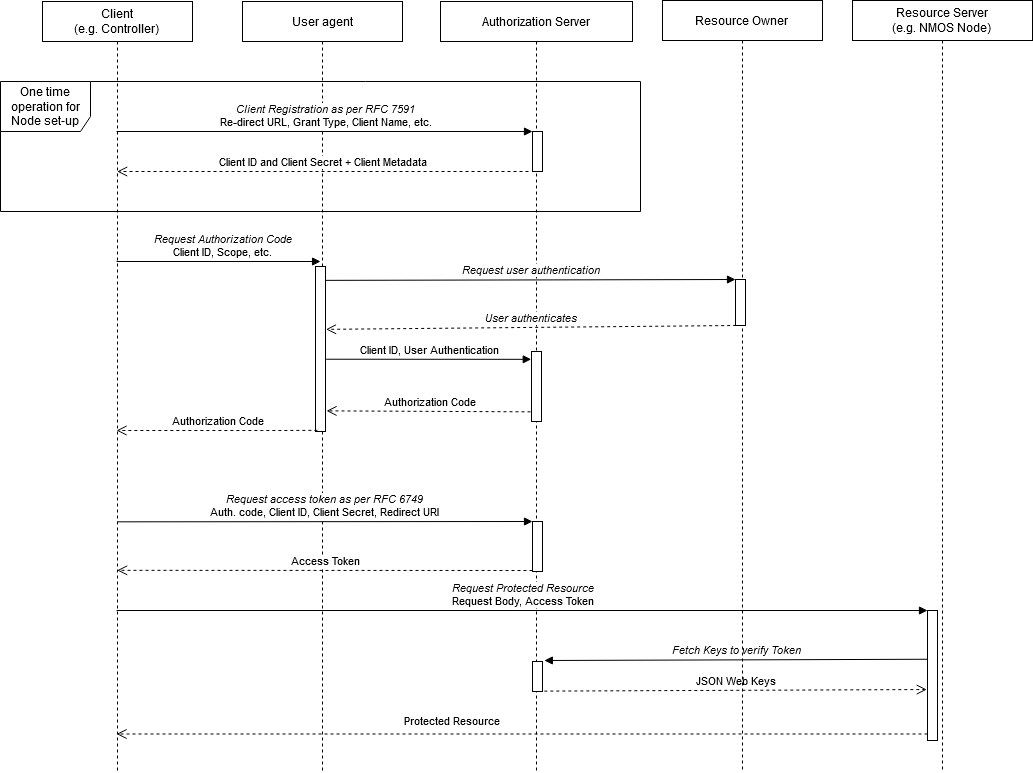 Client
(e.g. Controller)
User agent
Authorization Server
Resource Owner
Resource Server
(e.g. NMOS Node)
One time
operation for
Node set-up
Client Registration as per RFC 7591
Re-direct URL, Grant Type, Client Name, etc.
Client ID and Client Secret + Client Metadata
Request Authorization Code
Client ID, Scope, etc.
Request user authentication
User authenticates
Client ID, User Authentication
Authorization Code
Authorization Code
Request access token as per RFC 6749
Auth. code, Client ID, Client Secret, Redirect URI
Access Token
Request Protected Resource
Request Body, Access Token
Fetch Keys to verify Token
JSON Web Keys
Protected Resource